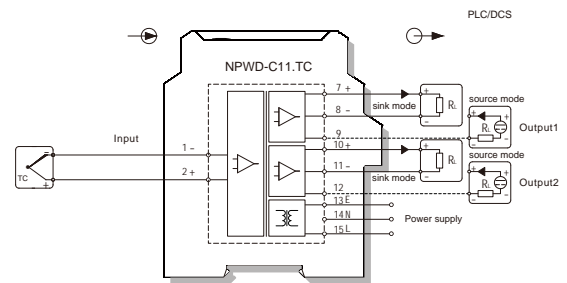 PLC/DCS
NPWD-C11.TC
7 +
sink mode
+
RL
−
8 −
source mode
+
RL
−
+
Output1
9
Input
1 −
10 +
+
RL
−
source mode
TC
−
+
2 +
11 −
sink mode
+
RL
−
+
Output2
12
13 E
14 N
Power supply
15 L